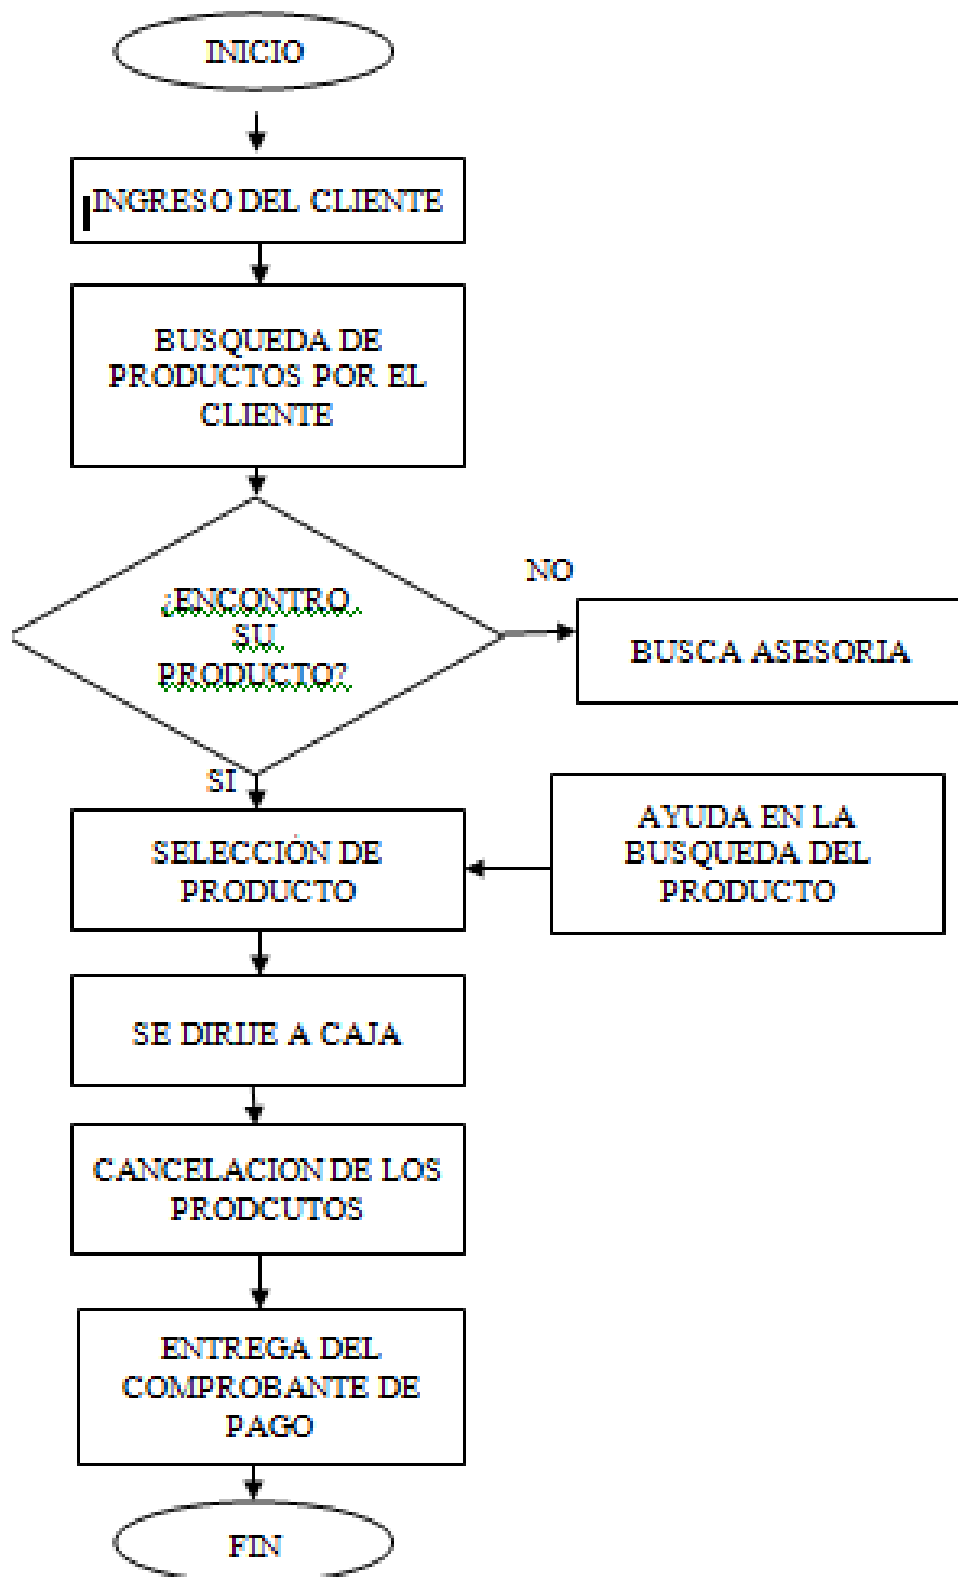 INICIO
INGRESO DEL CLIENTE
BUSQUEDA DE
PRODUCTOS POR EL
CLIENTE
¿ENCONTRO
SU
PRODUCTO?
NO
BUSCA ASESORIA
SI
SELECCIÓN DE
PRODUCTO
AYUDA EN LA
BUSQUEDA DEL
PRODUCTO
SE DIRIJE A CAJA
CANCELACION DE LOS
PRODCUTOS
ENTREGA DEL
COMPROBANTE DE
PAGO
FIN